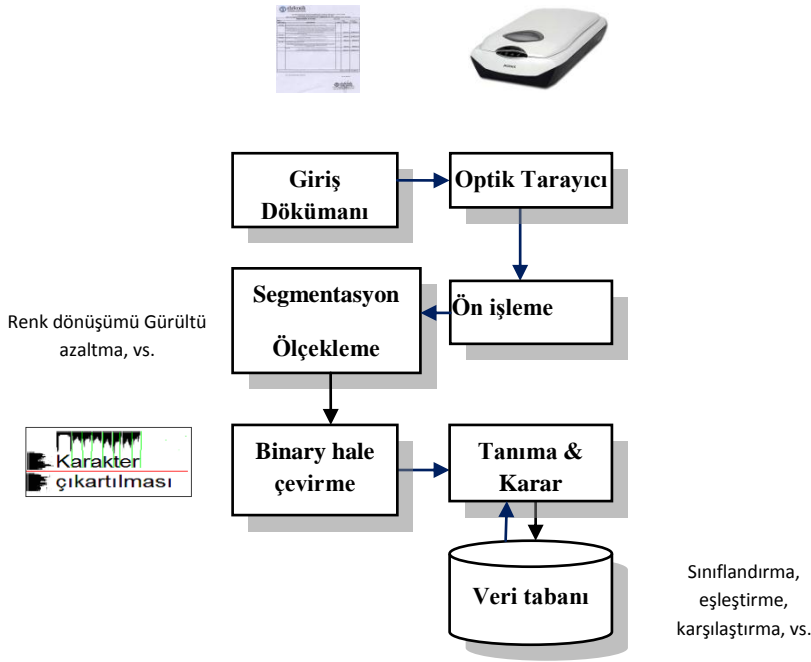 Giriş
Dökümanı
Optik Tarayıcı
Segmentasyon
Ölçekleme
Ön işleme
Renk dönüşümü Gürültü
azaltma, vs.
Karakter
çıkartılması
Binary hale
çevirme
Tanıma &
Karar
Veri tabanı
Sınıflandırma,
eşleştirme,
karşılaştırma, vs.